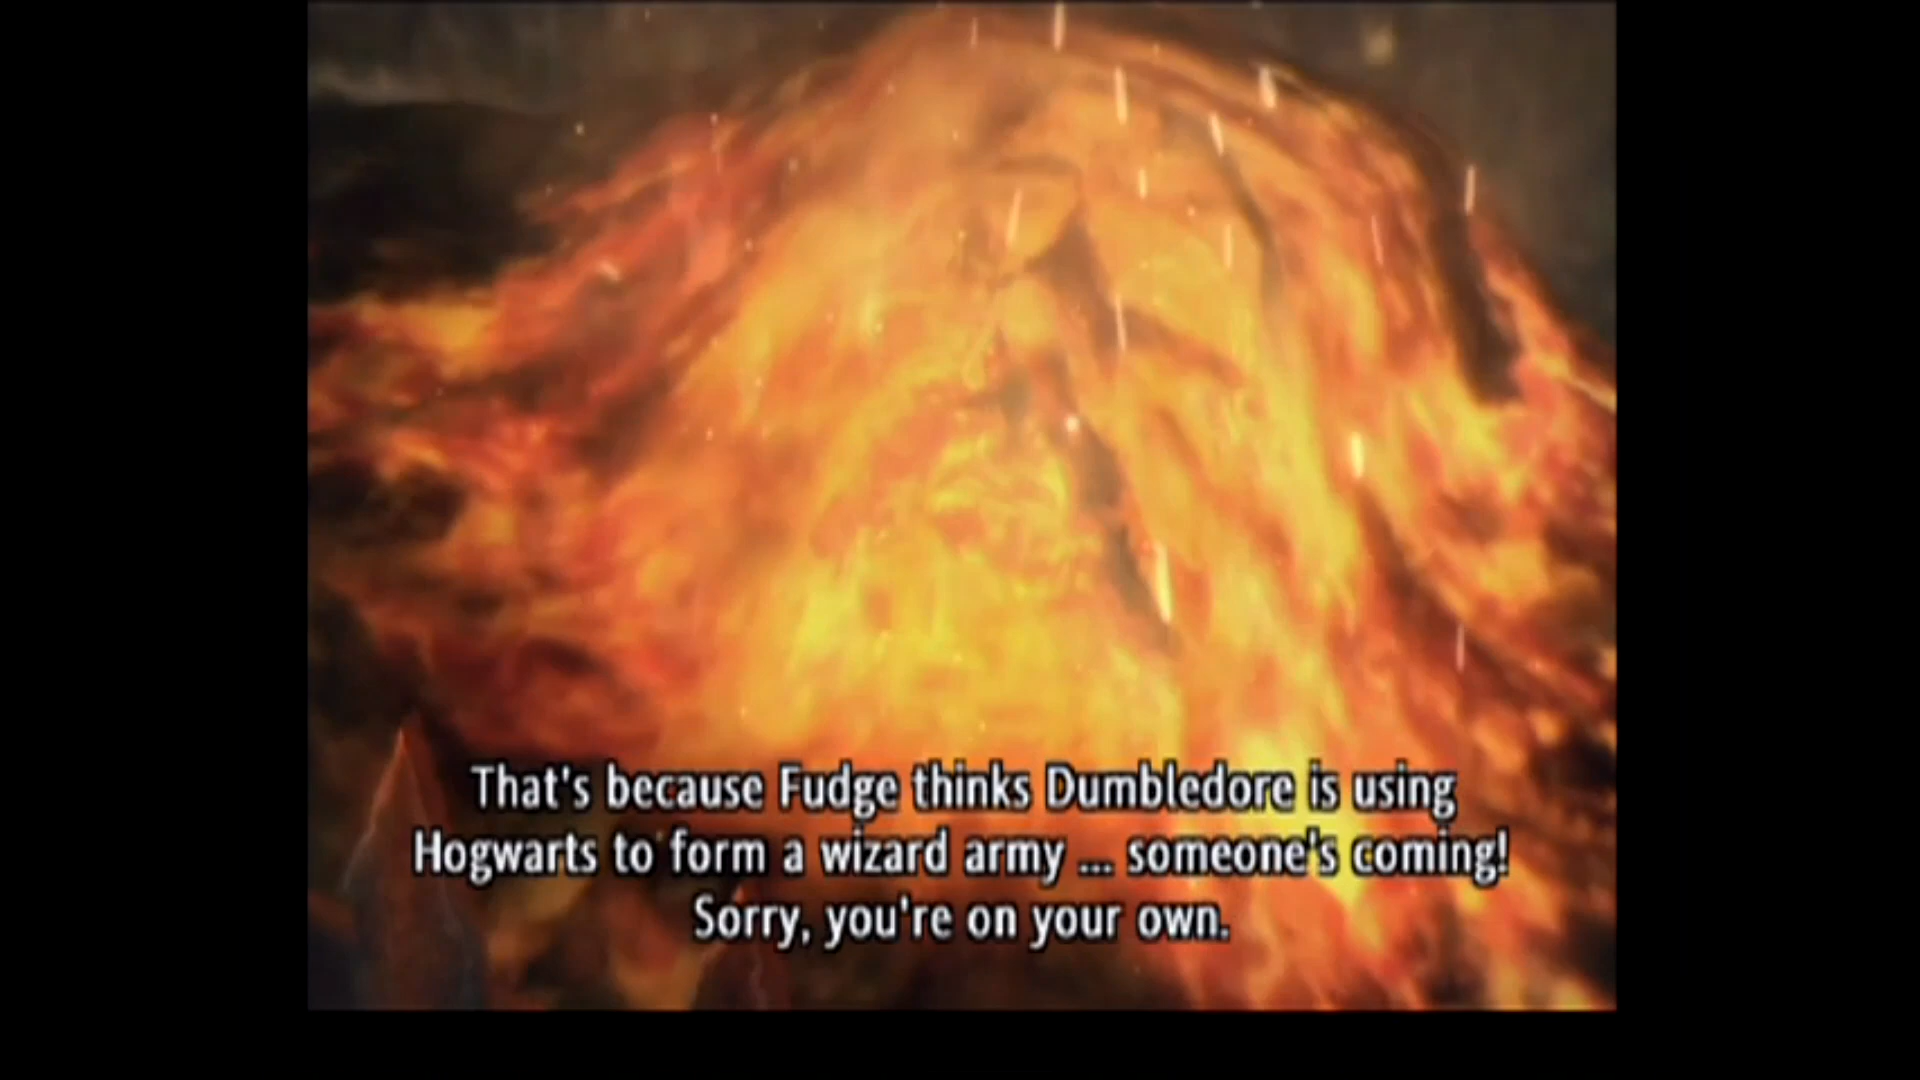 That's because Fudge thinks Dumbledore is using
Hogwarts to form a wizard army ... someone's coming!
Sorry, you're on your own.